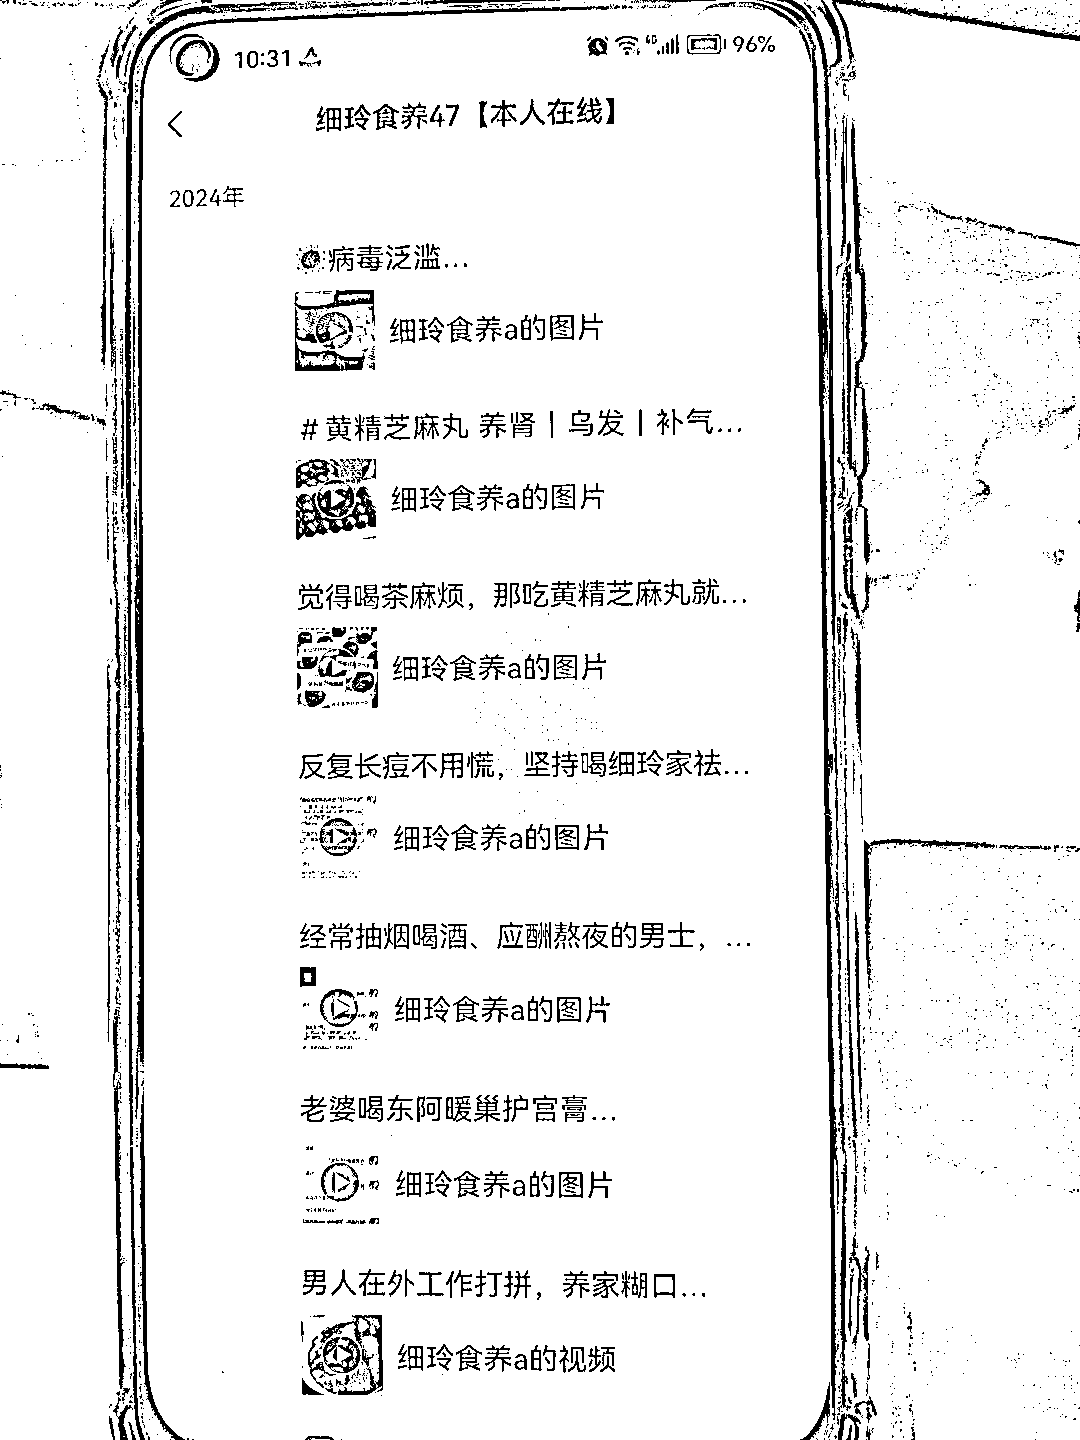 10:31 96%
细玲食养47【本人在线】
2024年
病毒泛滥...
细玲食养a的图片
#黄精芝麻丸 养肾丨乌发丨补气...
细玲食养a的图片
觉得喝茶麻烦，那吃黄精芝麻丸就...
细玲食养a的图片
反复长痘不用慌，坚持喝细玲家祛...
细玲食养a的图片
经常抽烟喝酒、应酬熬夜的男士，...
细玲食养a的图片
老婆喝东阿暖巢护宫膏...
细玲食养a的图片
男人在外工作打拼，养家糊口...
细玲食养a的视频